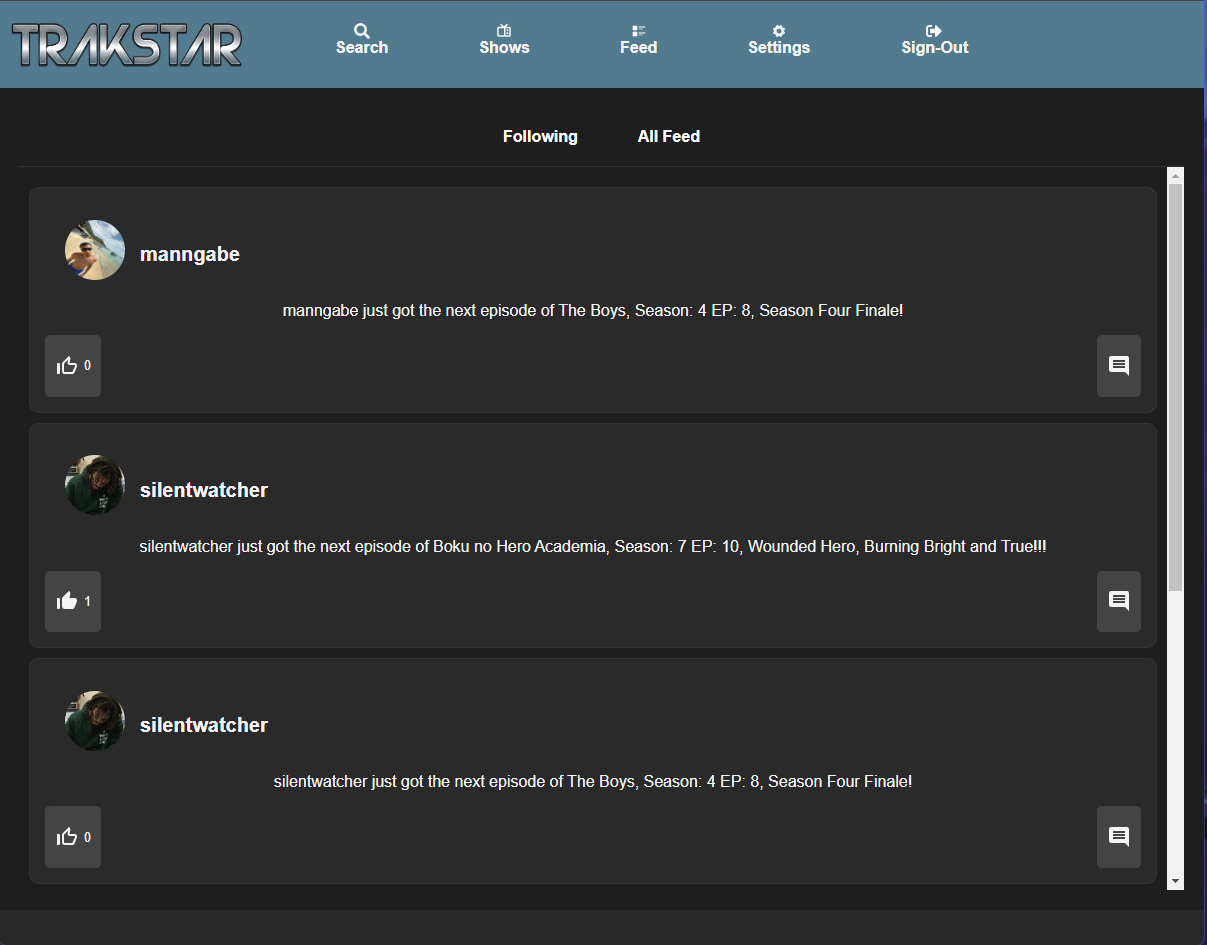 TRAKSTAR
Search
Shows
Feed
Settings
Sign-Out
Following
All Feed
manngabe
manngabe just got the next episode of The Boys, Season: 4 EP: 8, Season Four Finale!
0
silentwatcher
silentwatcher just got the next episode of Boku no Hero Academia, Season: 7 EP: 10, Wounded Hero, Burning Bright and True!!!
1
silentwatcher
silentwatcher just got the next episode of The Boys, Season: 4 EP: 8, Season Four Finale!
0